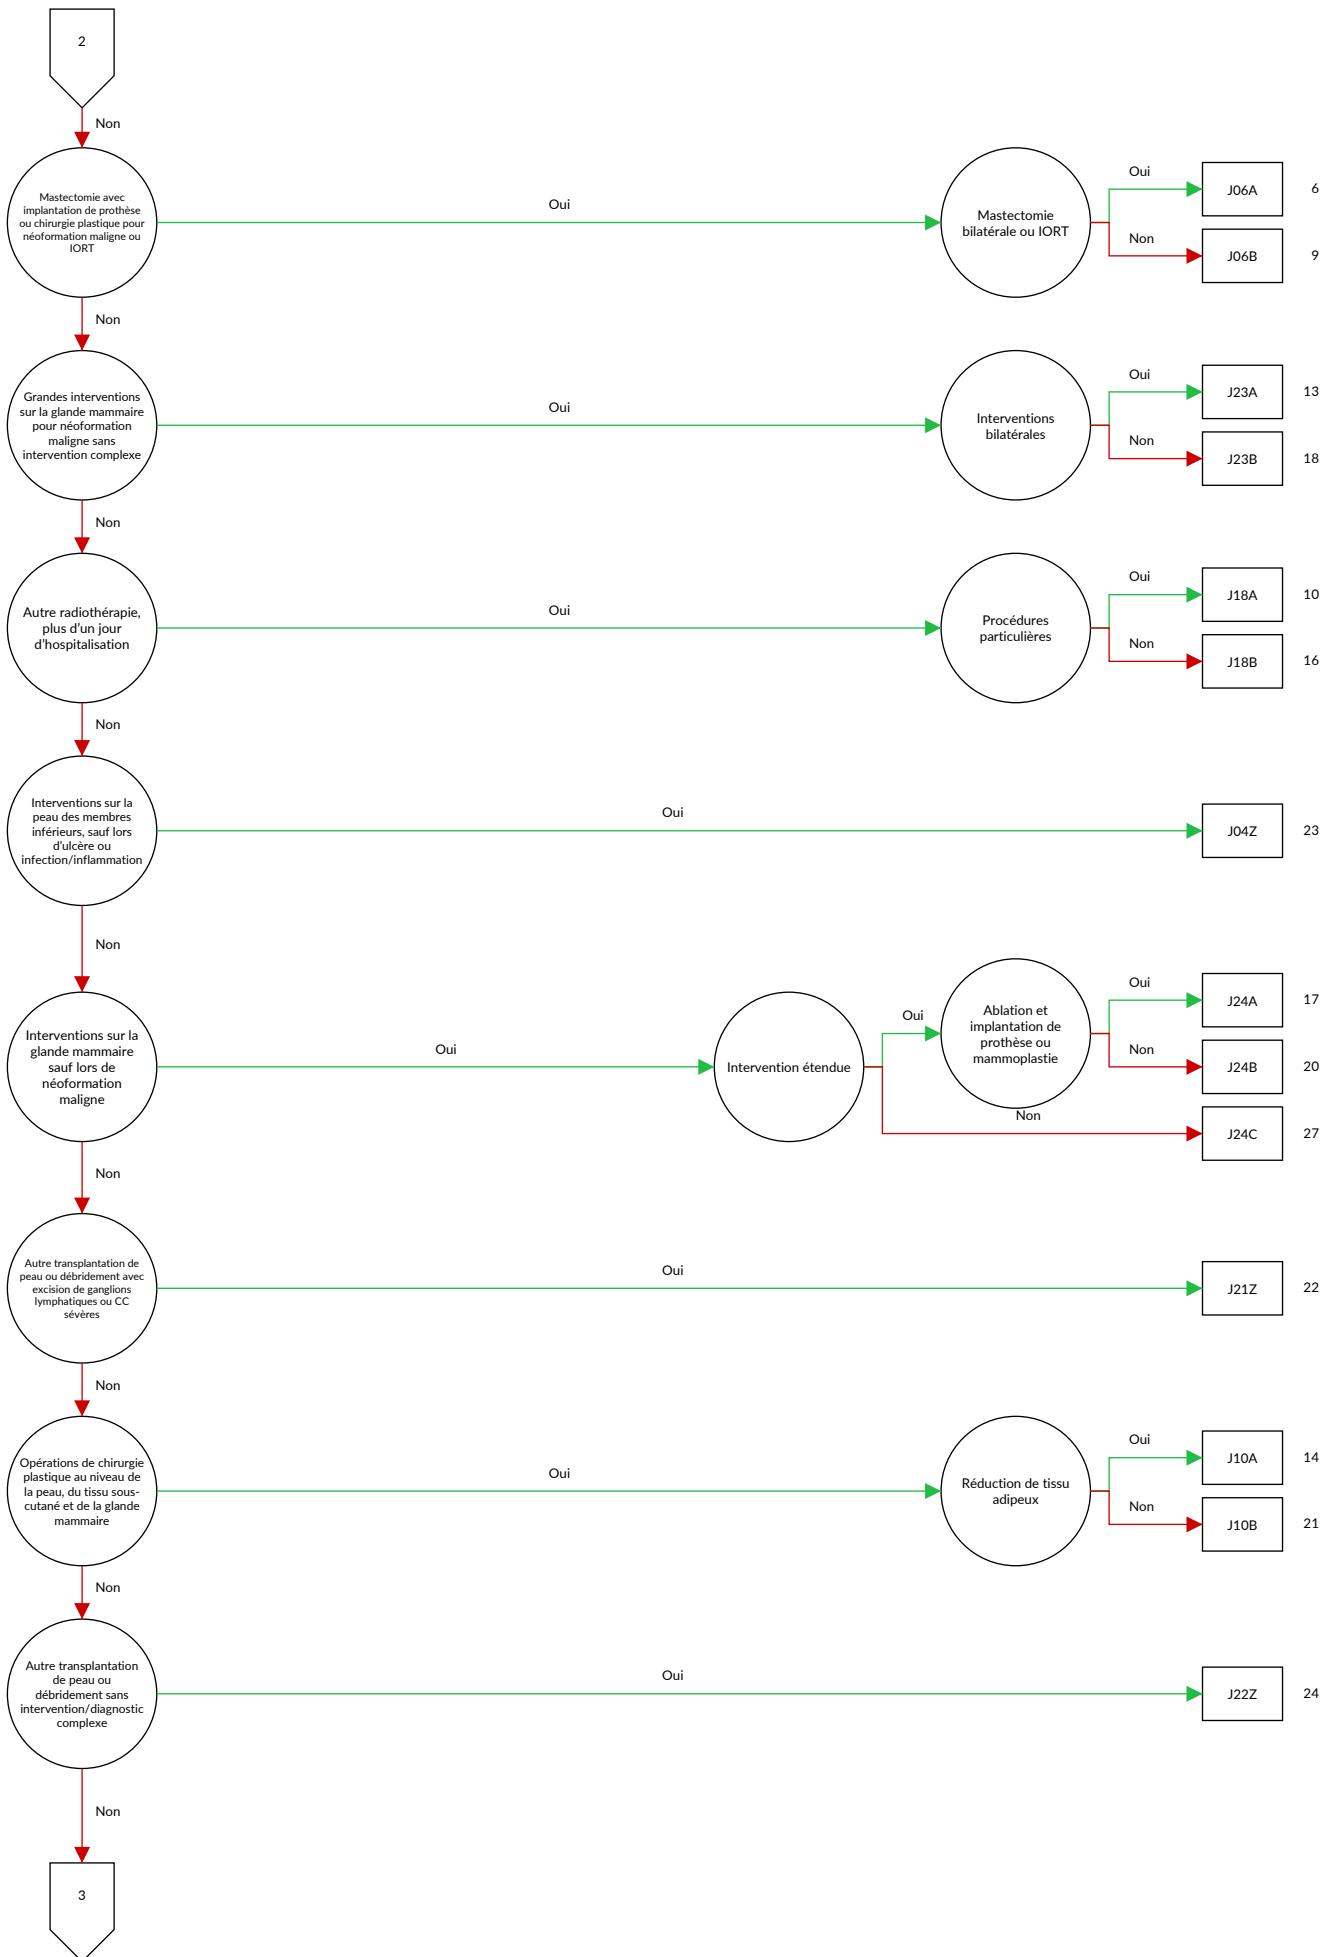 2
Non
Mastectomie avec
implantation de prothèse
ou chirurgie plastique pour
néoformation maligne ou
IORT
Oui
Mastectomie
bilatérale ou IORT
Oui
J06A
6
Non
J06B
9
Non
Grandes interventions
sur la glande mammaire
pour néoformation
maligne sans
intervention complexe
Oui
Interventions
bilatérales
Oui
J23A
13
Non
J23B
18
Non
Autre radiothérapie,
plus d'un jour
d'hospitalisation
Oui
Procédures
particulières
Oui
J18A
10
Non
J18B
16
Non
Interventions sur la
peau des membres
inférieurs, sauf lors
d'ulcère ou
infection/inflammation
Oui
J04Z
23
Non
Interventions sur la
glande mammaire
sauf lors de
néoformation
maligne
Oui
Intervention étendue
Oui
Ablation et
implantation de
prothèse ou
mammoplastie
Oui
J24A
17
Non
J24B
20
Non
J24C
27
Non
Autre transplantation de
peau ou débridement avec
excision de ganglions
lymphatiques ou CC
sévères
Oui
J21Z
22
Non
Opérations de chirurgie
plastique au niveau de
la peau, du tissu sous-
cutané et de la glande
mammaire
Oui
Réduction de tissu
adipeux
Oui
J10A
14
Non
J10B
21
Non
Autre transplantation
de peau ou
débridement sans
intervention/diagnostic
complexe
Oui
J22Z
24
Non
3